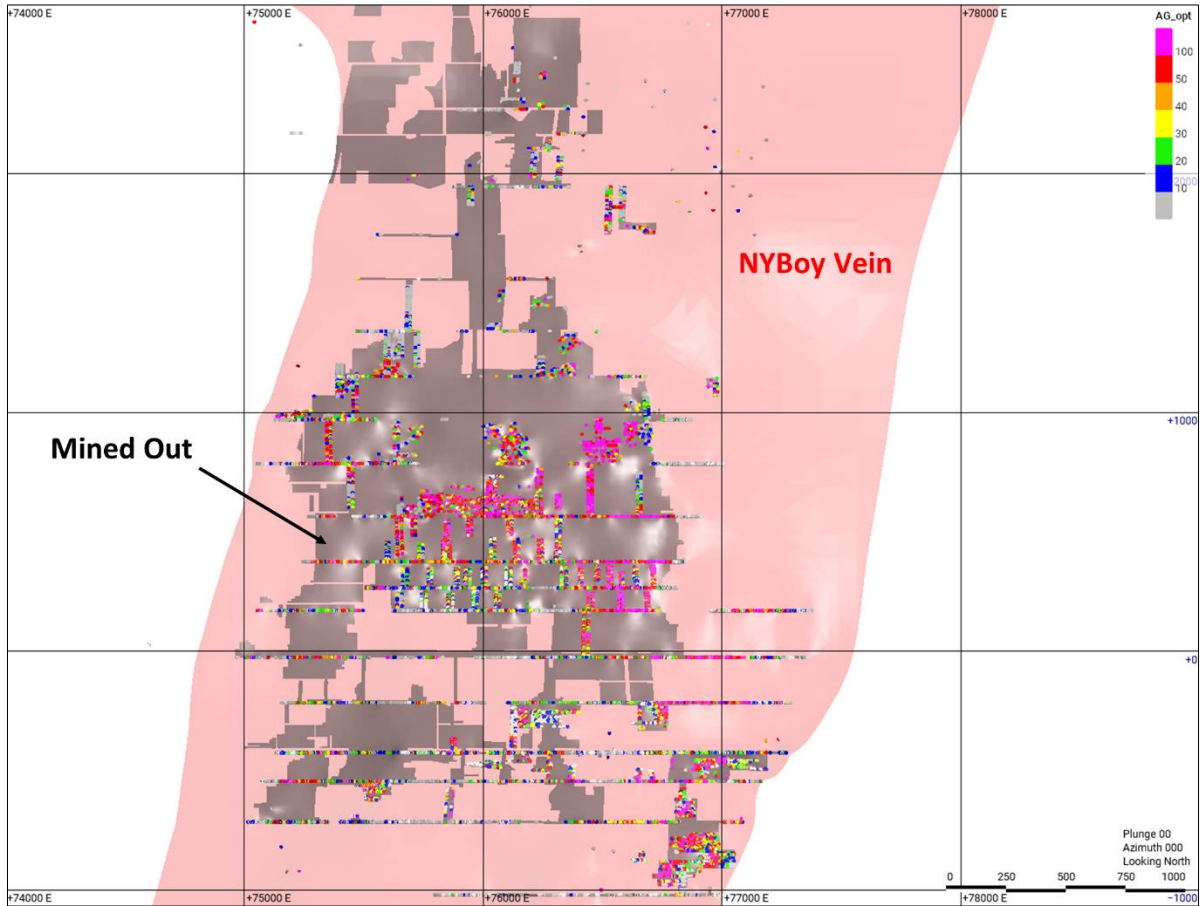 +74000 E
+75000 E
+76000 E
+77000 E
+78000 E
AG_opt
100
50
40
30
20
10
+2000
NYBoy Vein
+1000
Mined Out
+0
Plunge 00
Azimuth 000
Looking North
0 250 500 750 1000
+74000 E
+75000 E
+76000 E
+77000 E
+78000 E
−1000